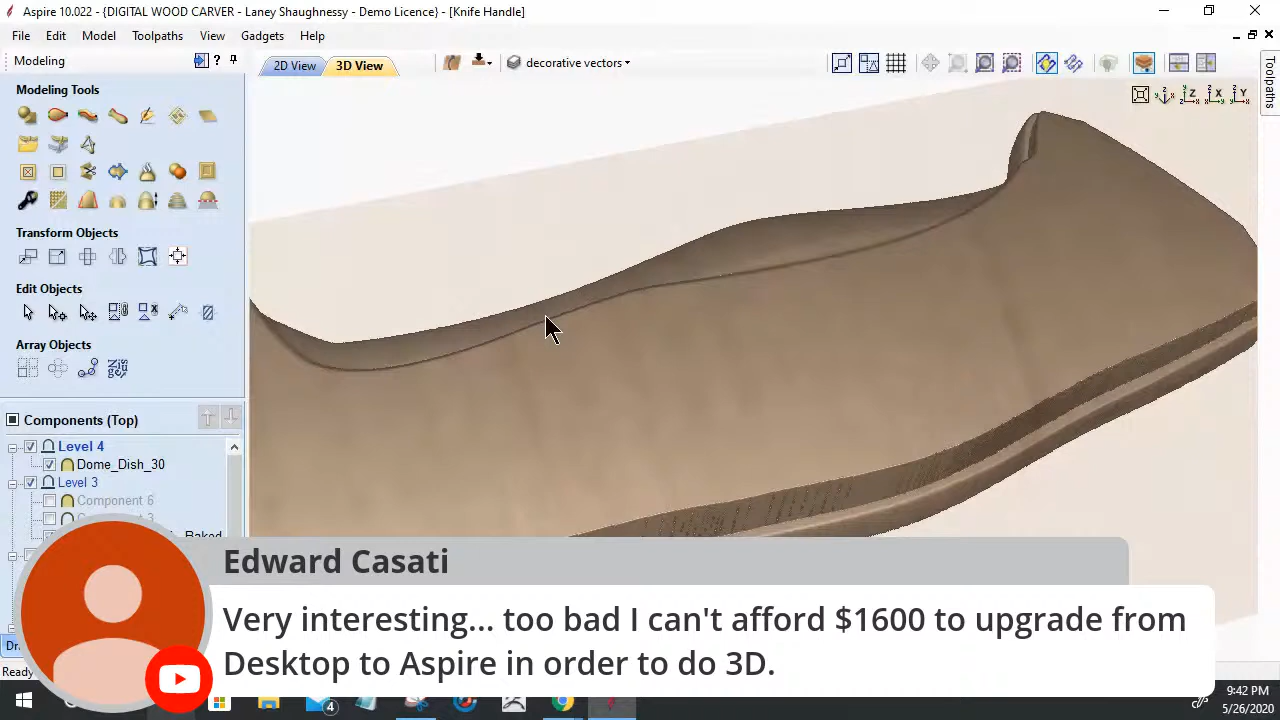 Aspire 10.022 - {DIGITAL WOOD CARVER - Laney Shaughnessy - Demo Licence} - [Knife Handle]
File Edit Model Toolpaths View Gadgets Help
Modeling ?
2D View 3D View decorative vectors
Toolpaths
Z X Y
Modeling Tools
Transform Objects
Edit Objects
Array Objects
Components (Top)
Level 4
Dome_Dish_30
Level 3
Component 6
Baked
Edward Casati
Very interesting... too bad I can't afford $1600 to upgrade from
Desktop to Aspire in order to do 3D.
Ready
4
9:42 PM
5/26/2020